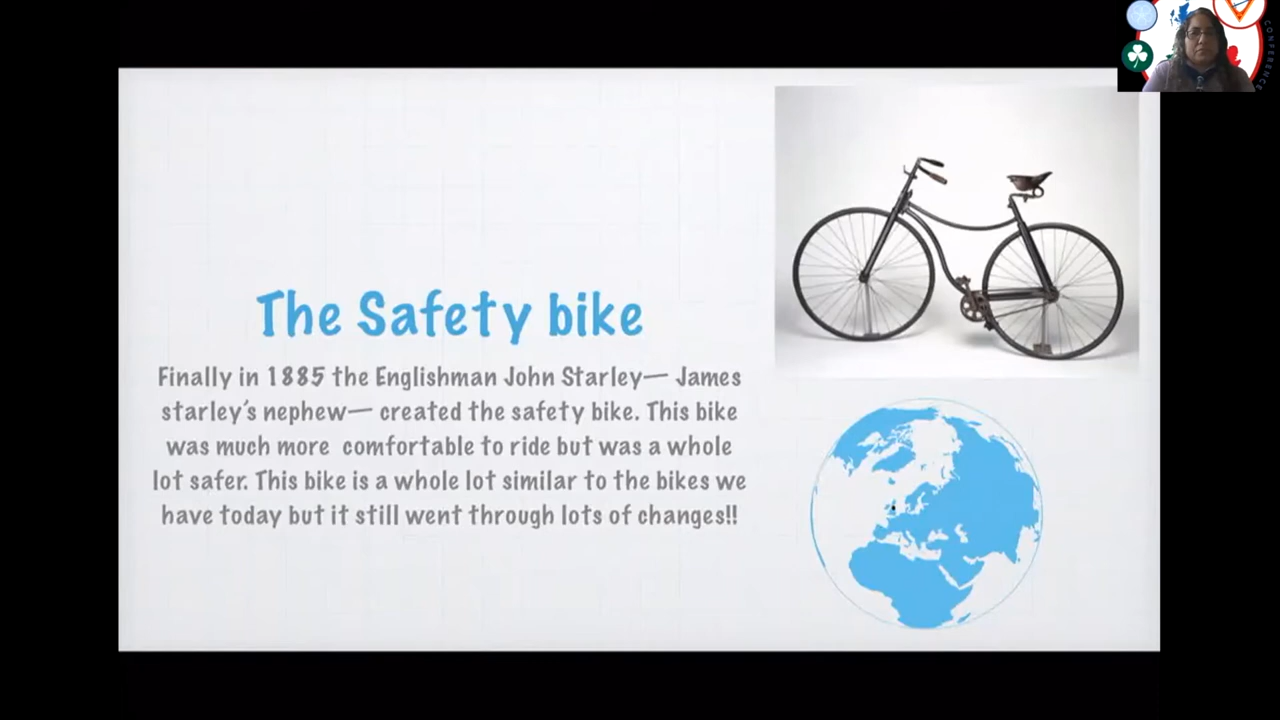 The Safety bike
Finally in 1885 the Englishman John Starley— James
starley's nephew— created the safety bike. This bike
was much more  comfortable to ride but was a whole
lot safer. This bike is a whole lot similar to the bikes we
have today but it still went through lots of changes!!
CONFERENCE